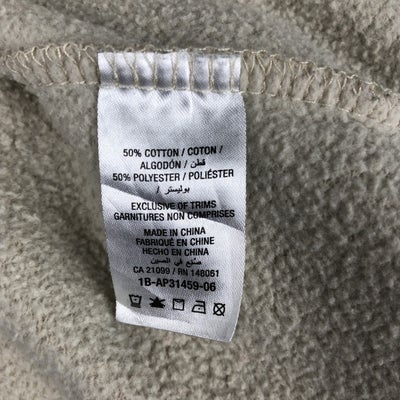 50% COTTON / COTON /
ALGODÓN / قطن /
50% POLYESTER / POLIÉSTER
/ بوليستر
EXCLUSIVE OF TRIMS
GARNITURES NON COMPRISES
MADE IN CHINA
FABRIQUÉ EN CHINE
HECHO EN CHINA
صنع في الصين
CA 21099 / RN 148061
1B-AP31459-06